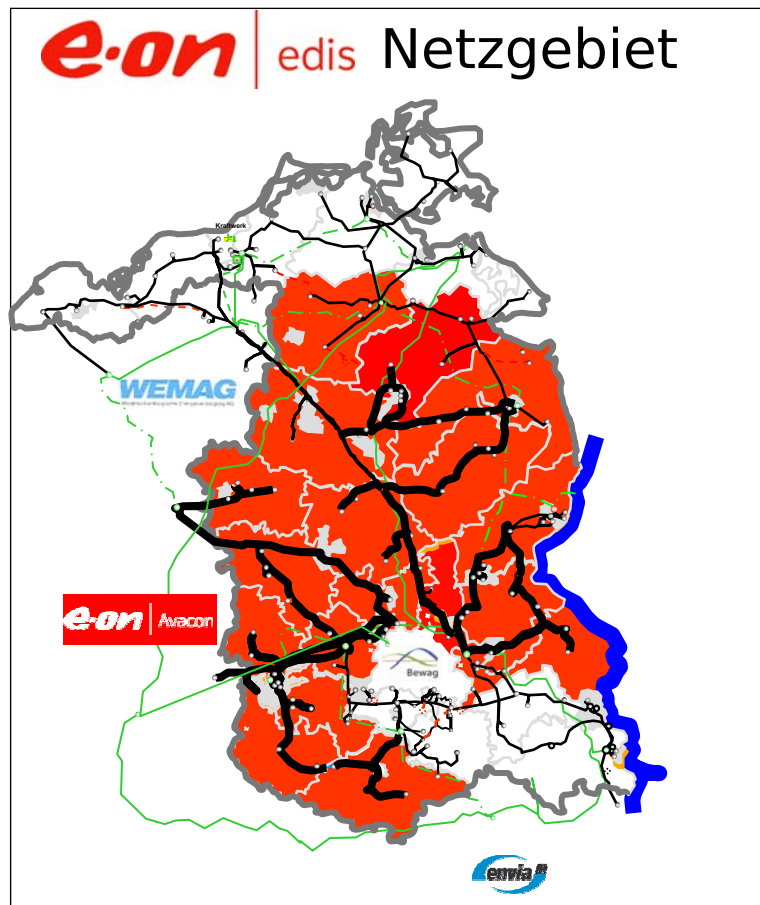 e·on | edis Netzgebiet
Kraftwerk
WEMAG
e·on | Avacon
Bewag
envia